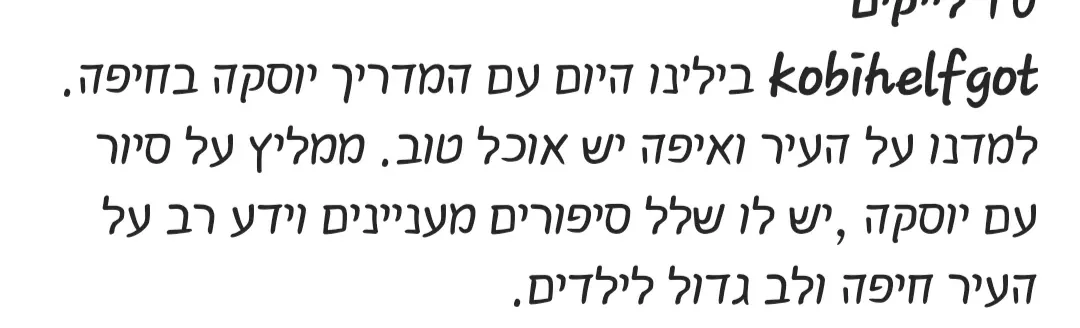 kobihelfgot בילינו היום עם המדריך יוסקה בחיפה.
למדנו על העיר ואיפה יש אוכל טוב. ממליץ על סיור
עם יוסקה ,יש לו שלל סיפורים מעניינים וידע רב על
העיר חיפה ולב גדול לילדים.